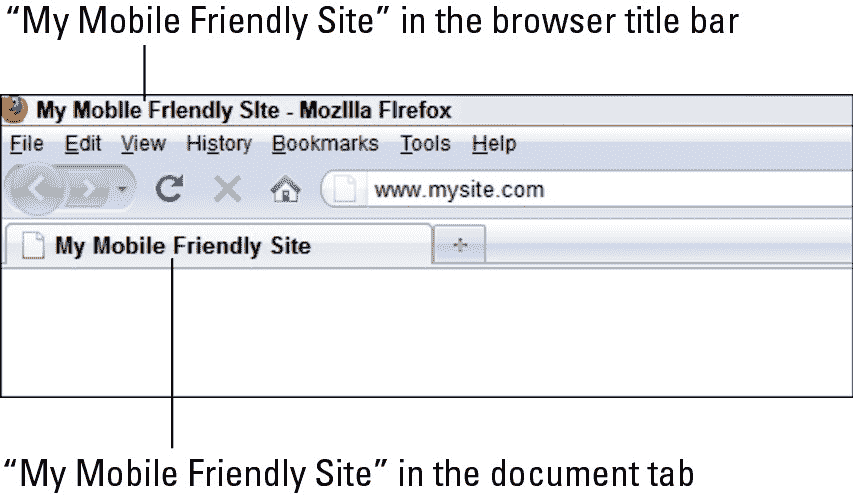 “My Mobile Friendly Site” in the browser title bar
My Mobile Friendly Site - Mozilla Firefox
File Edit View History Bookmarks Tools Help
www.mysite.com
My Mobile Friendly Site
“My Mobile Friendly Site” in the document tab